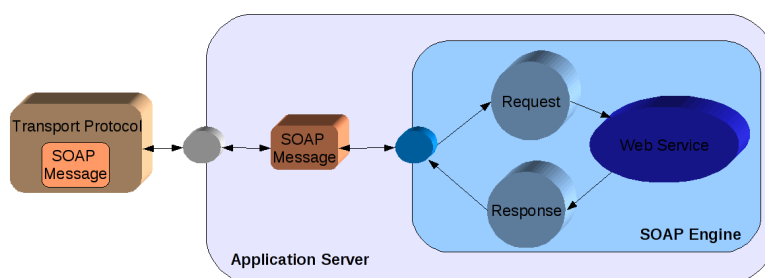 Transport Protocol
SOAP
Message
SOAP
Message
Request
Web Service
Response
SOAP Engine
Application Server